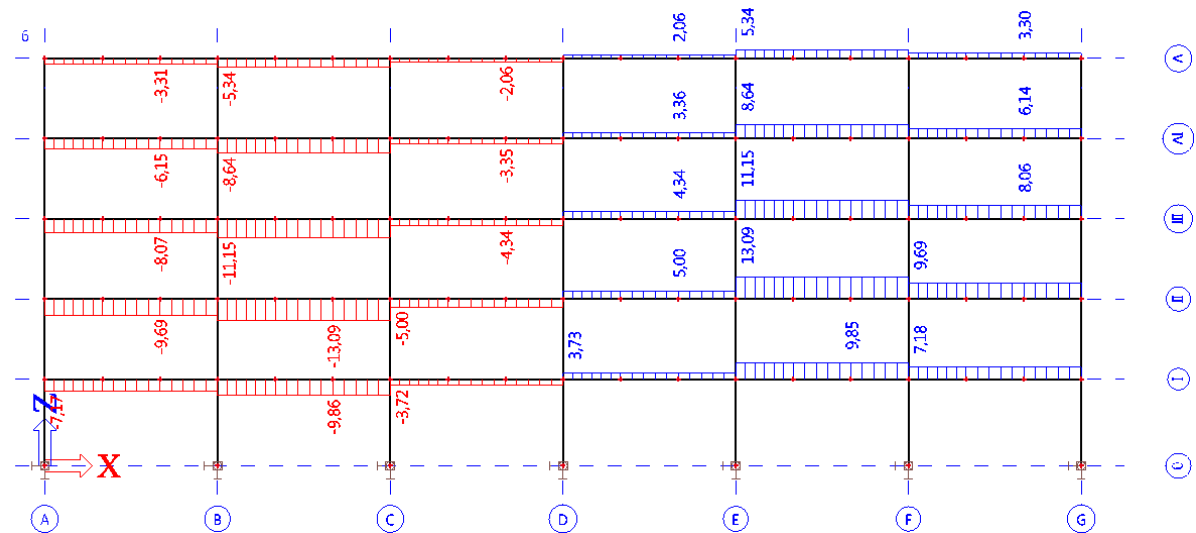 2,06 5,34 3,30
-3,31 -5,34 -2,06 3,36 8,64 6,14
-6,15 -8,64 -3,35 4,34 11,15 8,06
III
-8,07 -11,15 -4,34 5,00 13,09 9,69
II
-9,69 -13,09 -5,00 3,73 9,85 7,18
I
-7,17 -9,86 -3,72
Z
X
A B C D E F G